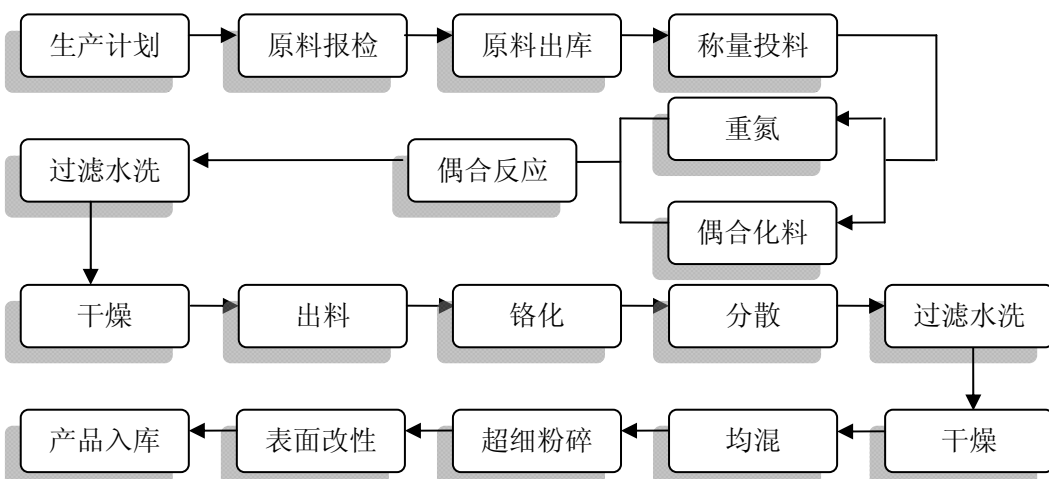 生产计划
原料报检
原料出库
称量投料
重氮
偶合化料
偶合反应
过滤水洗
干燥
出料
铬化
分散
过滤水洗
干燥
均混
超细粉碎
表面改性
产品入库